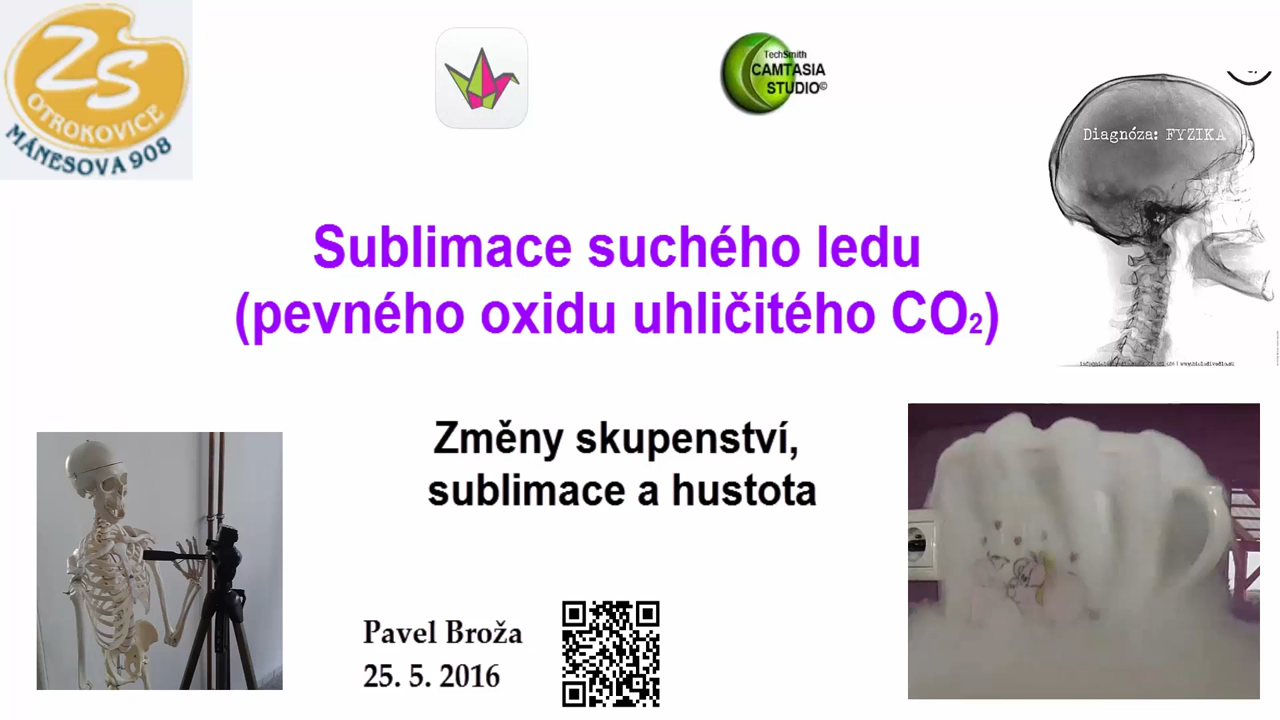 ZŠ
OTROKOVICE
MÁNESOVA 908
TechSmith
CAMTASIA
STUDIO©
Diagnóza: FYZIKA
Sublimace suchého ledu
(pevného oxidu uhličitého CO₂)
Změny skupenství,
sublimace a hustota
Pavel Broža
25. 5. 2016